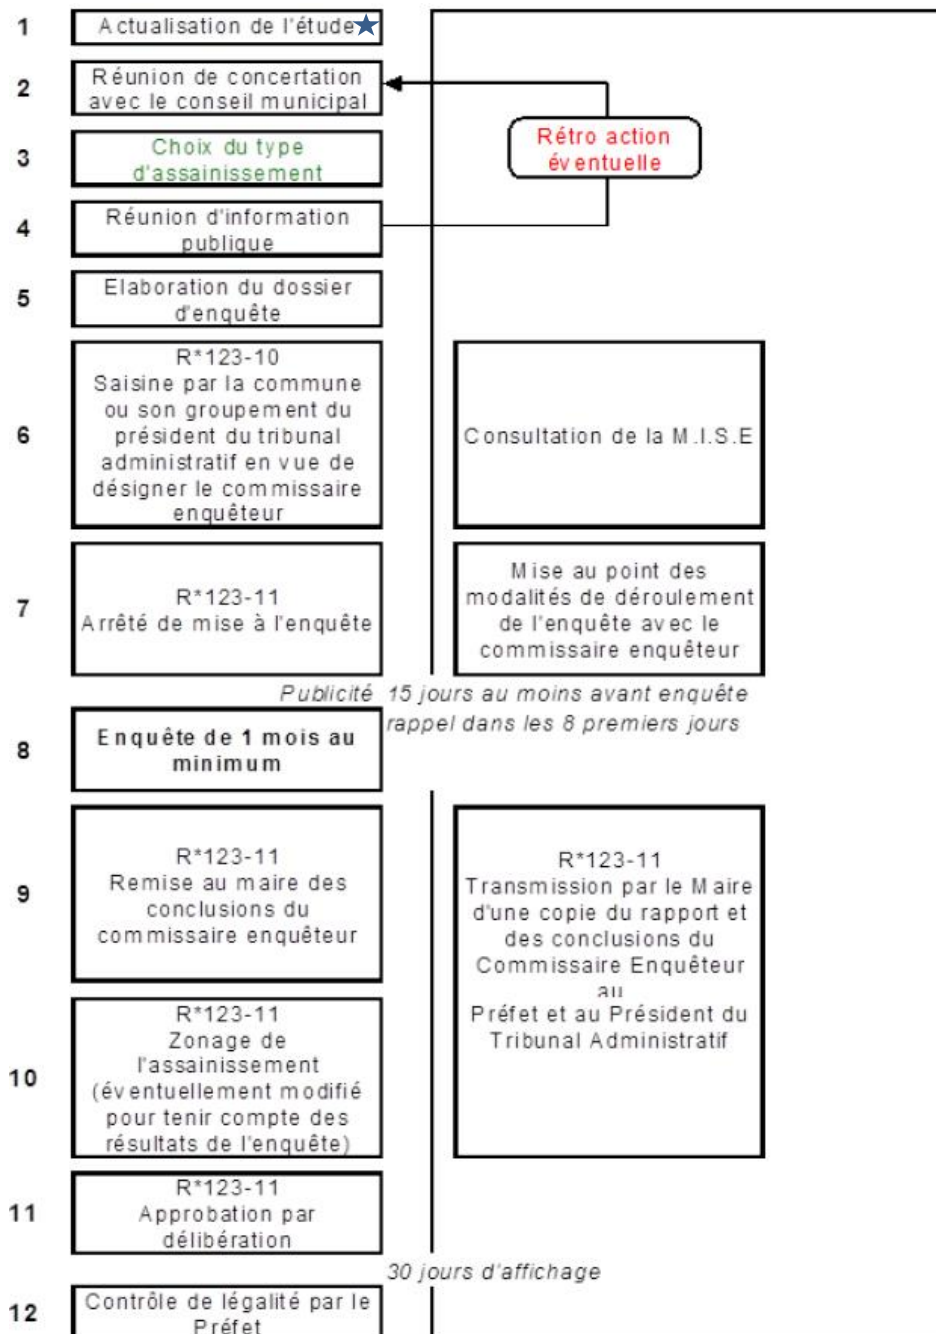 1
Actualisation de l'étude
2
Réunion de concertation
avec le conseil municipal
Rétro action
éventuelle
3
Choix du type
d'assainissement
4
Réunion d'information
publique
5
Elaboration du dossier
d'enquête
6
R*123-10
Saisine par la commune
ou son groupement du
président du tribunal
administratif en vue de
désigner le commissaire
enquêteur
Consultation de la M.I.S.E
7
R*123-11
Arrêté de mise à l'enquête
Mise au point des
modalités de déroulement
de l'enquête avec le
commissaire enquêteur
Publicité 15 jours au moins avant enquête
rappel dans les 8 premiers jours
8
Enquête de 1 mois au
minimum
9
R*123-11
Remise au maire des
conclusions du
commissaire enquêteur
R*123-11
Transmission par le Maire
d'une copie du rapport et
des conclusions du
Commissaire Enquêteur
au
Préfet et au Président du
Tribunal Administratif
10
R*123-11
Zonage de
l'assainissement
(éventuellement modifié
pour tenir compte des
résultats de l'enquête)
11
R*123-11
Approbation par
délibération
30 jours d'affichage
12
Contrôle de légalité par le
Préfet